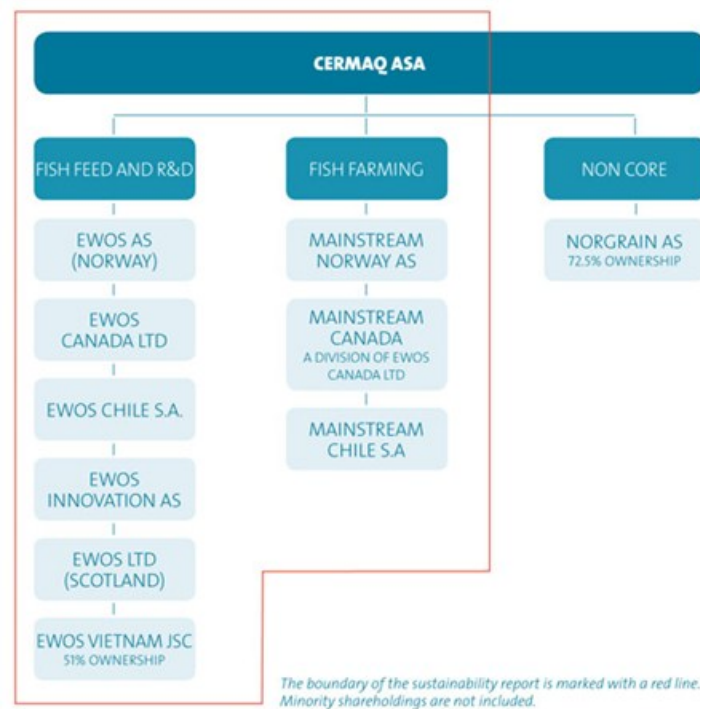 CERMAQ ASA
FISH FEED AND R&D
EWOS AS
(NORWAY)
EWOS
CANADA LTD
EWOS CHILE S.A.
EWOS
INNOVATION AS
EWOS LTD
(SCOTLAND)
EWOS VIETNAM JSC
51% OWNERSHIP
FISH FARMING
MAINSTREAM
NORWAY AS
MAINSTREAM
CANADA
A DIVISION OF EWOS
CANADA LTD
MAINSTREAM
CHILE S.A
NON CORE
NORGRAIN AS
72.5% OWNERSHIP
The boundary of the sustainability report is marked with a red line.
Minority shareholdings are not included.